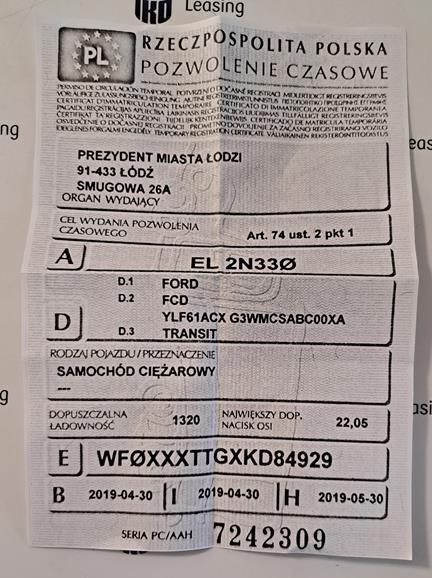 Leasing
PL
RZECZPOSPOLITA POLSKA
POZWOLENIE CZASOWE
PREZYDENT MIASTA ŁODZI
91-433 ŁÓDŹ
SMUGOWA 26A
ORGAN WYDAJĄCY
CEL WYDANIA POZWOLENIA
CZASOWEGO Art. 74 ust. 2 pkt 1
A EL 2N33Ø
D.1 FORD
D.2 FCD
YLF61ACX G3WMCSABC00XA
D D.3 TRANSIT
RODZAJ POJAZDU / PRZEZNACZENIE
SAMOCHÓD CIĘŻAROWY
---
DOPUSZCZALNA ŁADOWNOŚĆ 1320 NAJWIĘKSZY DOP. NACISK OSI 22,05
E WFØXXXTTGXKD84929
B 2019-04-30 I 2019-04-30 H 2019-05-30
SERIA PC/AAH 7242309